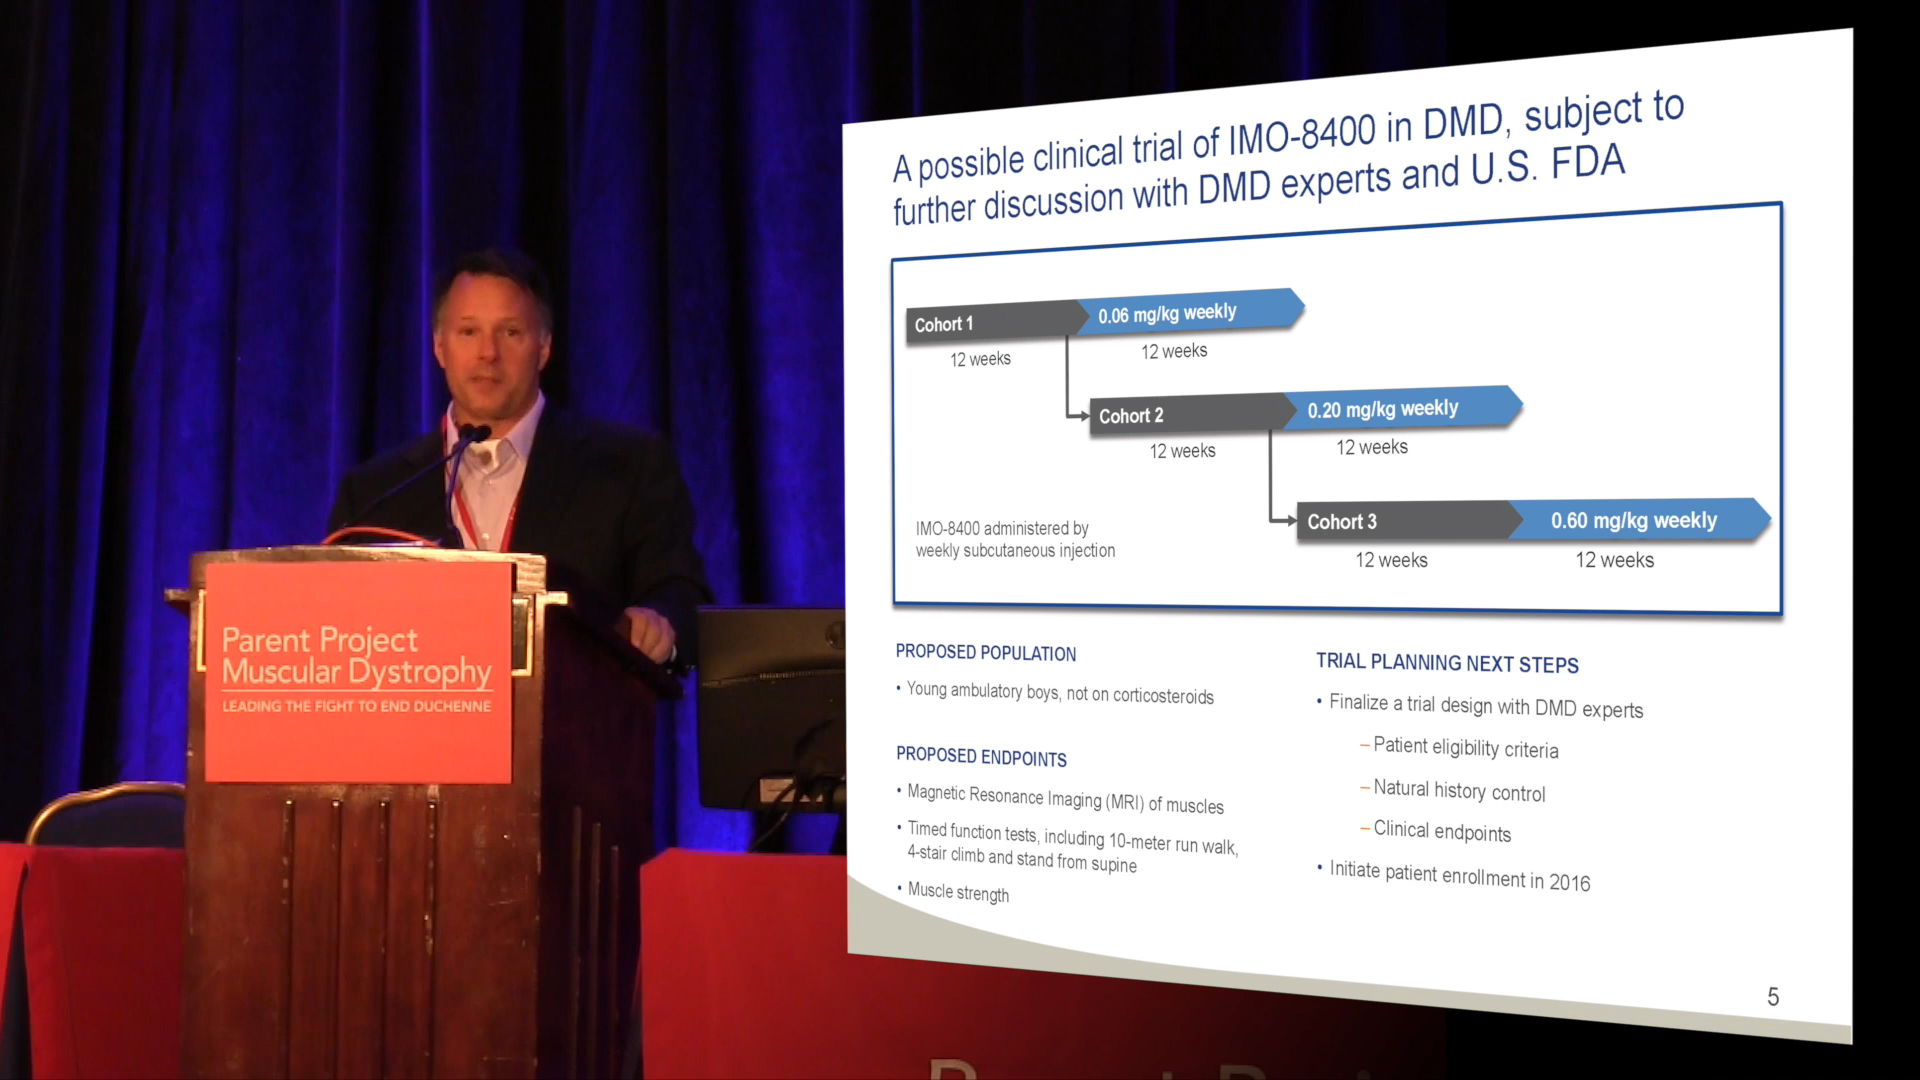 Parent Project
Muscular Dystrophy
LEADING THE FIGHT TO END DUCHENNE
A possible clinical trial of IMO-8400 in DMD, subject to
further discussion with DMD experts and U.S. FDA
Cohort 1
0.06 mg/kg weekly
12 weeks
12 weeks
Cohort 2
0.20 mg/kg weekly
12 weeks
12 weeks
Cohort 3
0.60 mg/kg weekly
12 weeks
12 weeks
IMO-8400 administered by
weekly subcutaneous injection
PROPOSED POPULATION
• Young ambulatory boys, not on corticosteroids
PROPOSED ENDPOINTS
• Magnetic Resonance Imaging (MRI) of muscles
• Timed function tests, including 10-meter run walk,
4-stair climb and stand from supine
• Muscle strength
TRIAL PLANNING NEXT STEPS
• Finalize a trial design with DMD experts
– Patient eligibility criteria
– Natural history control
– Clinical endpoints
• Initiate patient enrollment in 2016
5